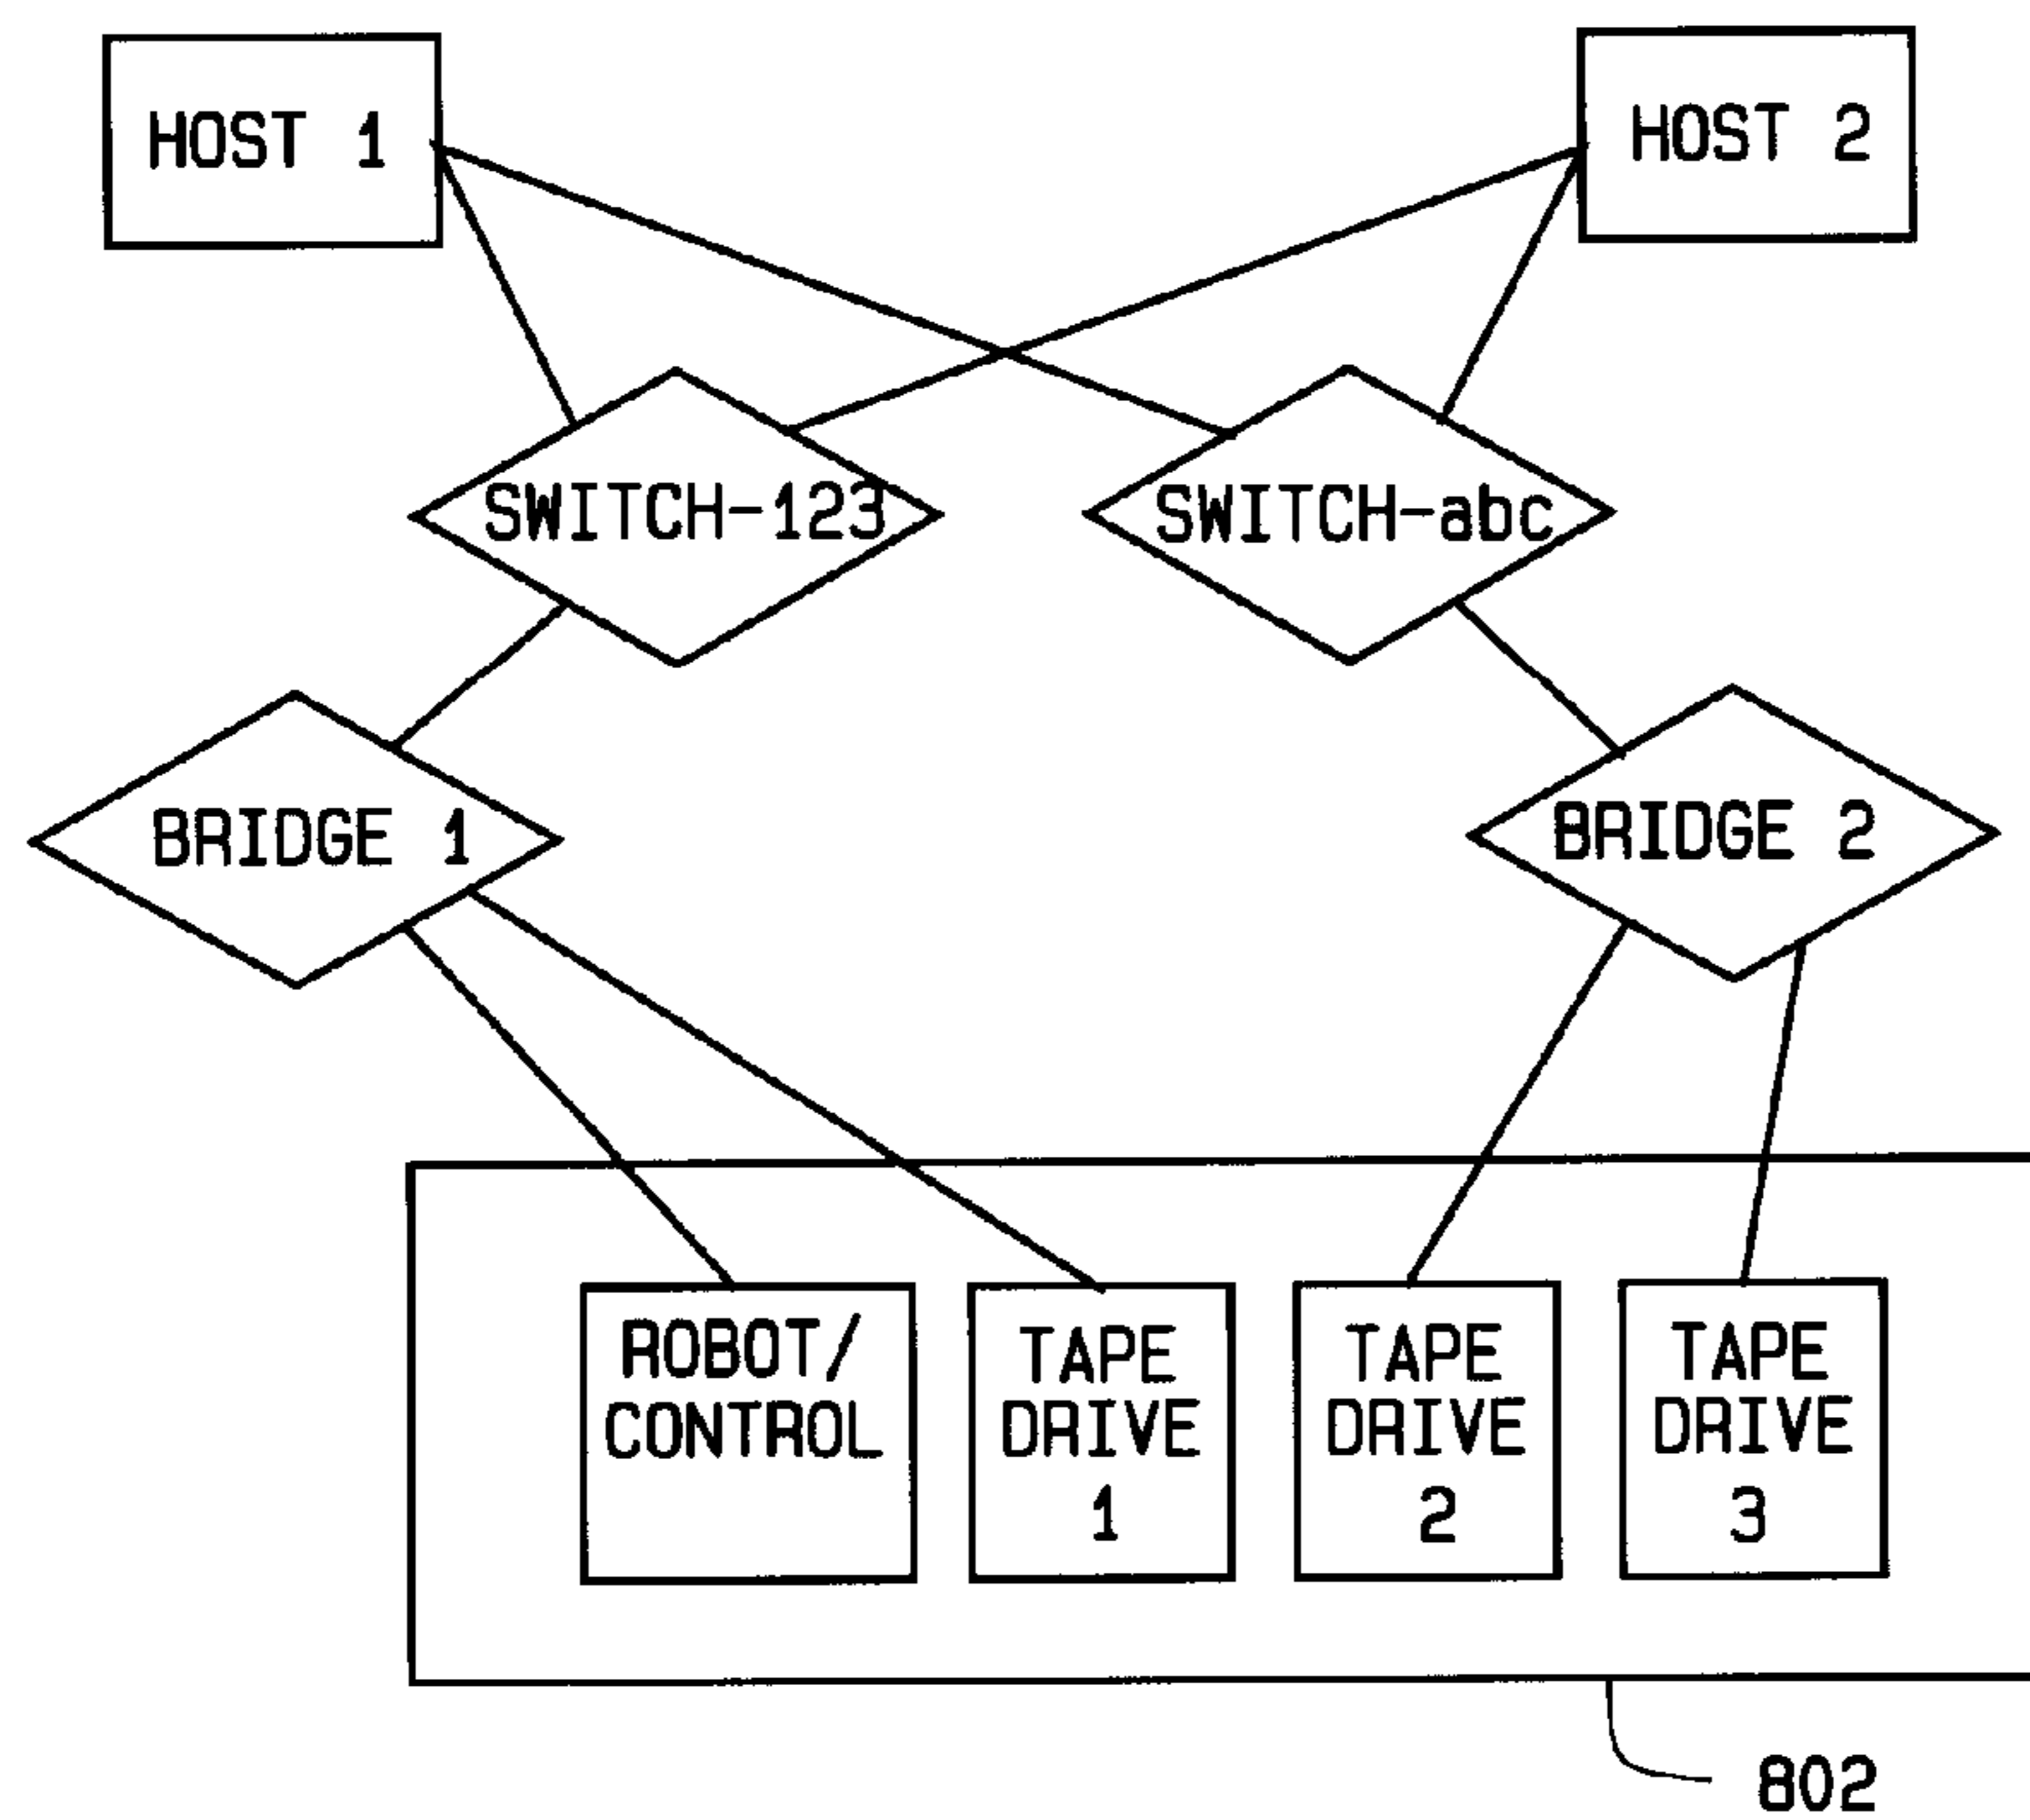 HOST 1
HOST 2
SWITCH-123
SWITCH-abc
BRIDGE 1
BRIDGE 2
ROBOT/
CONTROL
TAPE
DRIVE
1
TAPE
DRIVE
2
TAPE
DRIVE
3
802